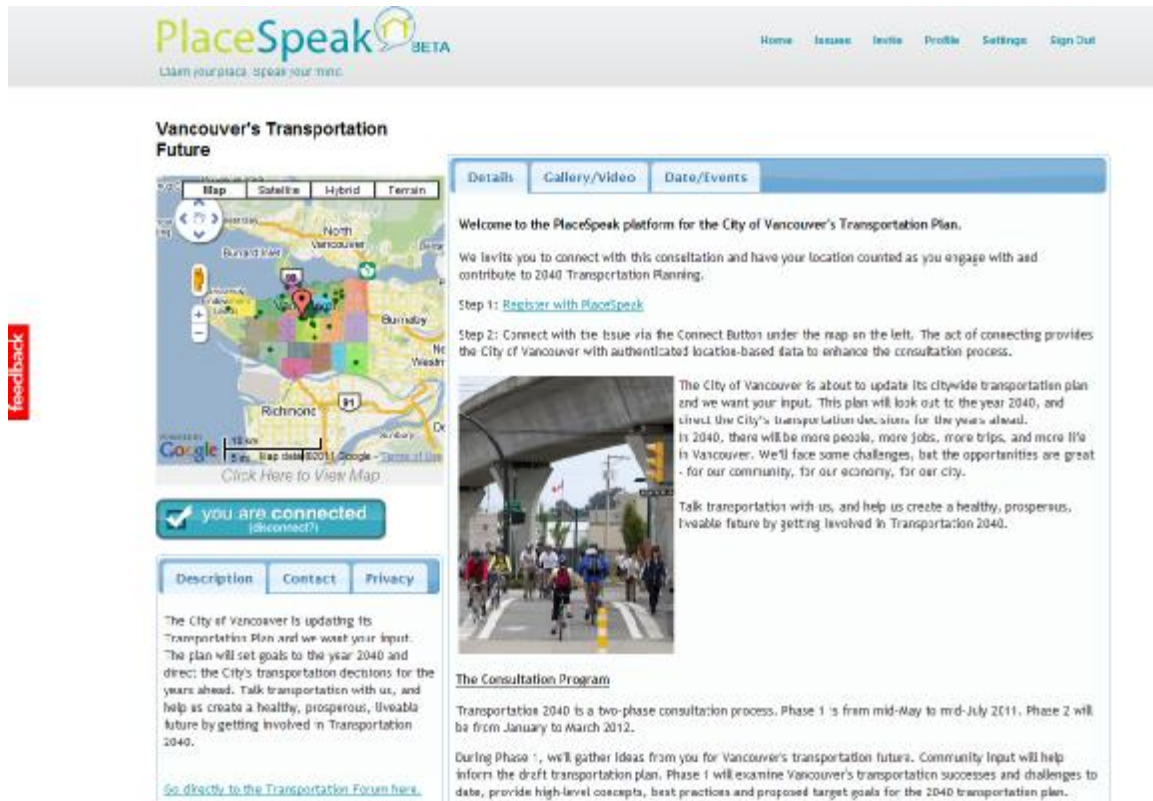 PlaceSpeak BETA
Claim your place. Speak your mind.
Home Issues Invite Profile Settings Sign Out
Vancouver's Transportation
Future
Map Satellite Hybrid Terrain
North
Vancouver
Burrard Inlet
Burnaby
Richmond
91
Google
10 km
5 mi Map data ©2011 Google - Terms of Use
Click Here to View Map
you are connected
(disconnect?)
feedback
Description Contact Privacy
The City of Vancouver is updating its
Transportation Plan and we want your input.
The plan will set goals to the year 2040 and
direct the City's transportation decisions for the
years ahead. Talk transportation with us, and
help us create a healthy, prosperous, liveable
future by getting involved in Transportation
2040.
Go directly to the Transportation Forum here.
Details Gallery/Video Date/Events
Welcome to the PlaceSpeak platform for the City of Vancouver's Transportation Plan.
We invite you to connect with this consultation and have your location counted as you engage with and
contribute to 2040 Transportation Planning.
Step 1: Register with PlaceSpeak
Step 2: Connect with the Issue via the Connect Button under the map on the left. The act of connecting provides
the City of Vancouver with authenticated location-based data to enhance the consultation process.
The City of Vancouver is about to update its citywide transportation plan
and we want your input. This plan will look out to the year 2040, and
direct the City's transportation decisions for the years ahead.
In 2040, there will be more people, more jobs, more trips, and more life
in Vancouver. We'll face some challenges, but the opportunities are great
- for our community, for our economy, for our city.
Talk transportation with us, and help us create a healthy, prosperous,
liveable future by getting involved in Transportation 2040.
The Consultation Program
Transportation 2040 is a two-phase consultation process. Phase 1 is from mid-May to mid-July 2011. Phase 2 will
be from January to March 2012.
During Phase 1, we'll gather ideas from you for Vancouver's transportation future. Community input will help
inform the draft transportation plan. Phase 1 will examine Vancouver's transportation successes and challenges to
date, provide high-level concepts, best practices and proposed target goals for the 2040 transportation plan.